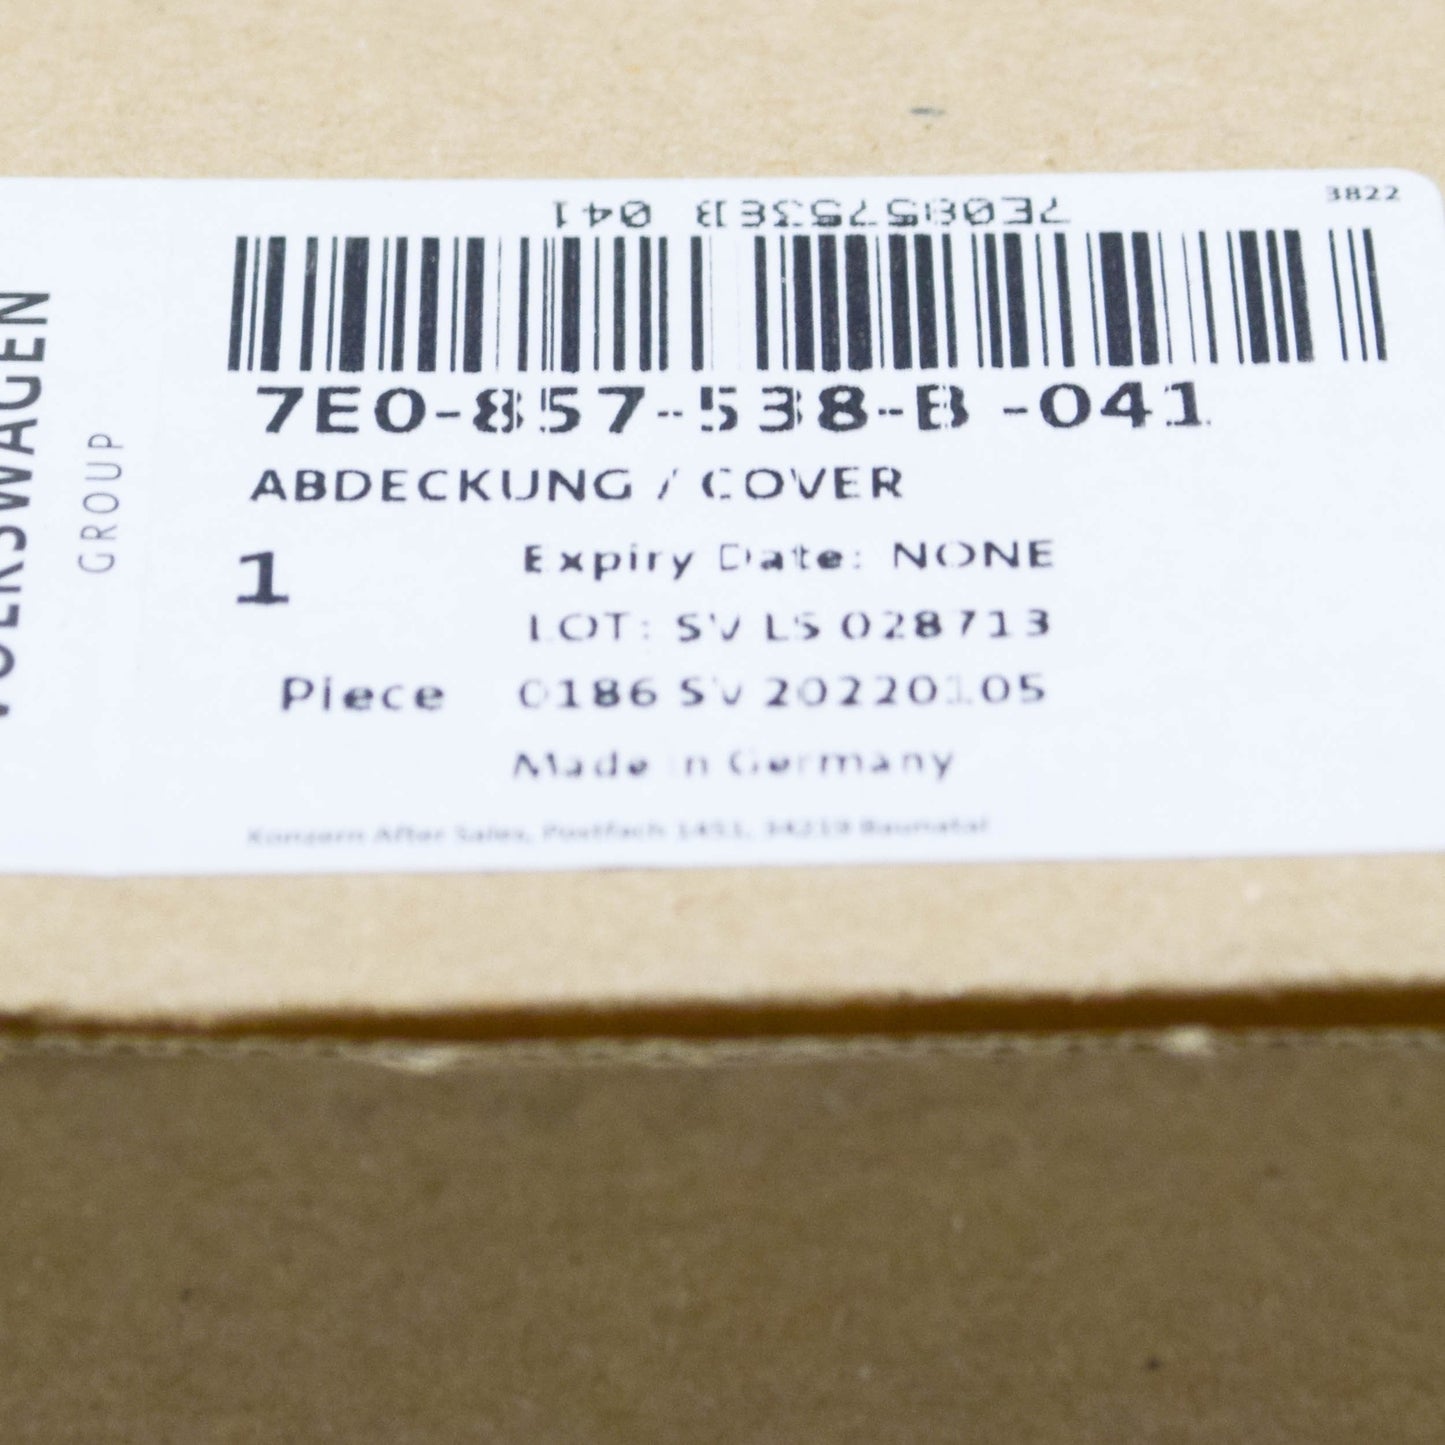 3822
7E0857538B 041
7E0-857-538-B -041
ABDECKUNG / COVER
1
Piece
Expiry Date: NONE
LOT: SV LS 028713
0186 SV 20220105
Made in Germany
Konzern After Sales, Postfach 1451, 34219 Baunatal
VOLKSWAGEN
GROUP